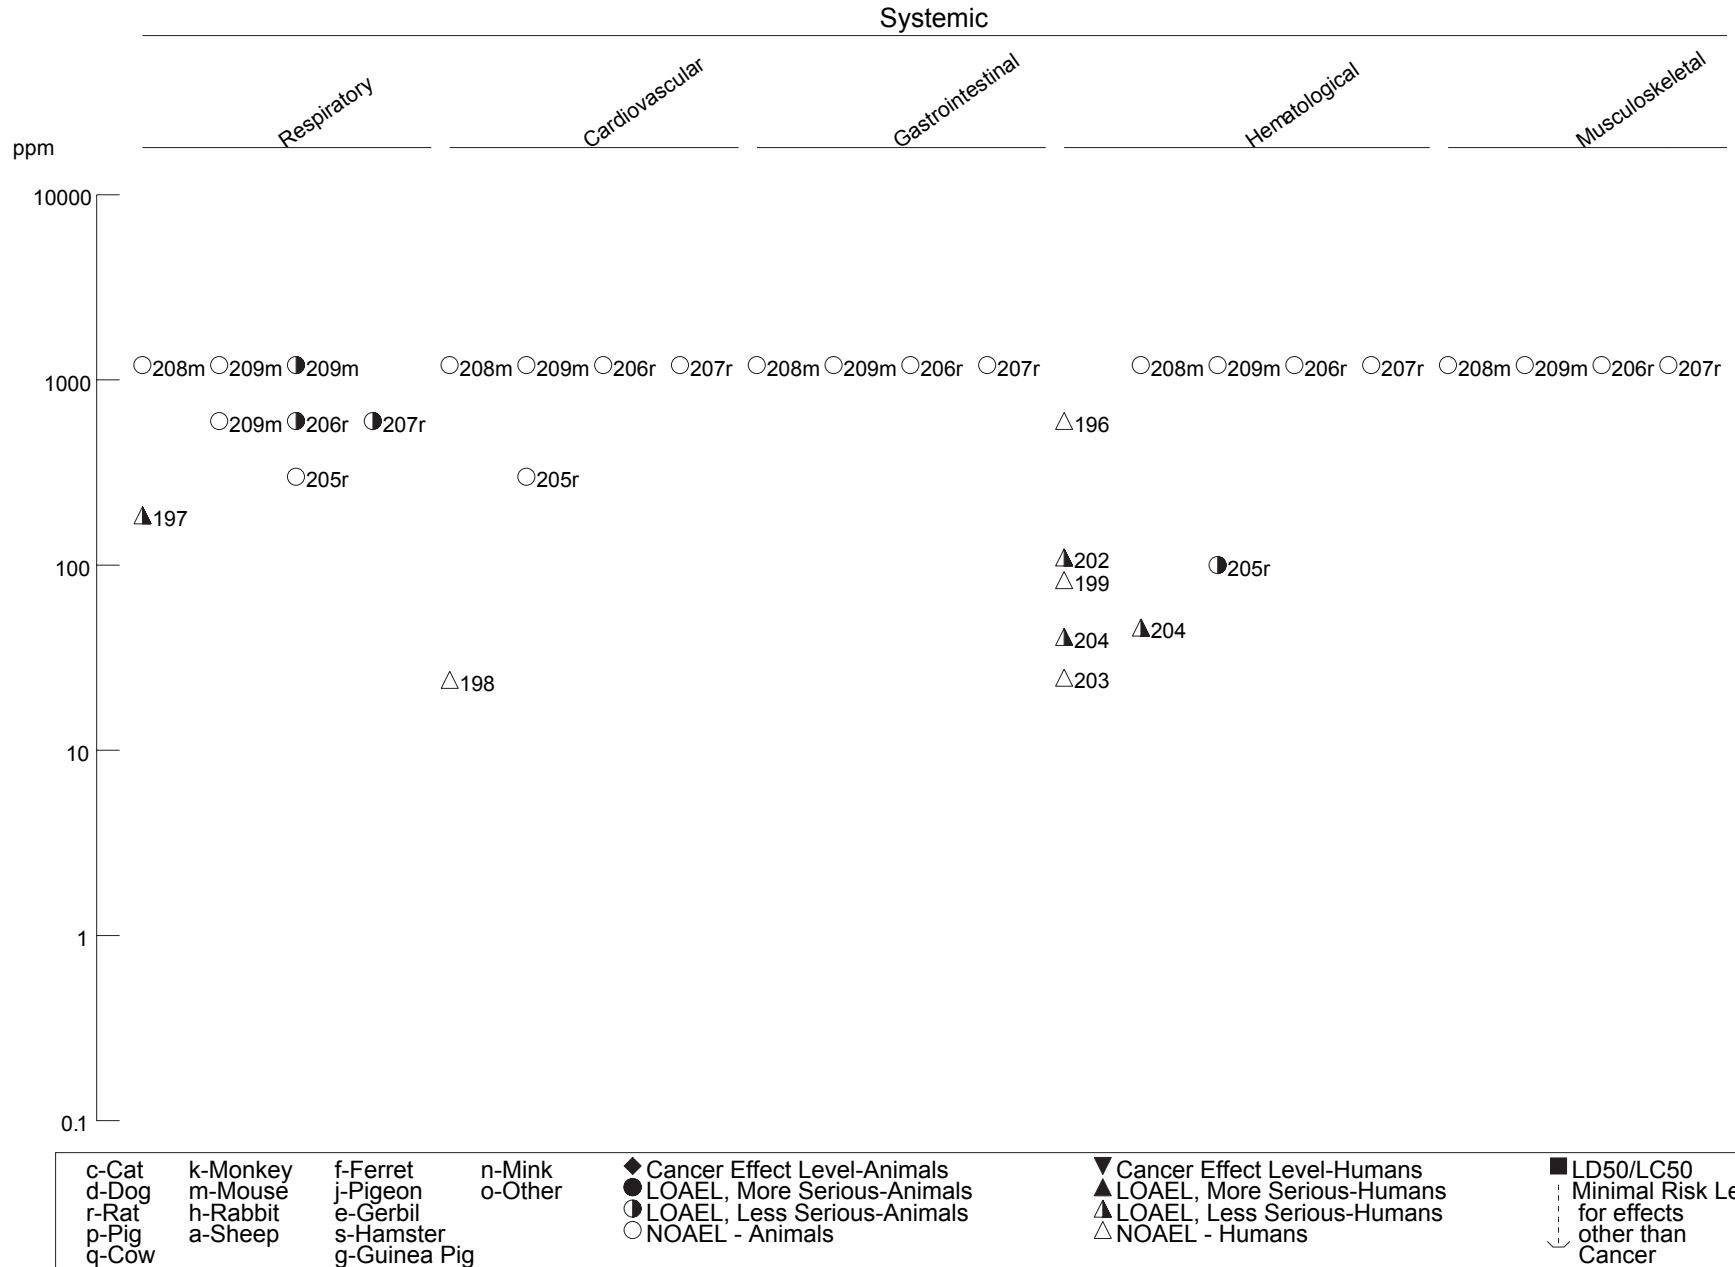 Systemic
Respiratory Cardiovascular Gastrointestinal Hematological Musculoskeletal
ppm
10000
208m 209m 209m 208m 209m 206r 207r 208m 209m 206r 207r 208m 209m 206r 207r 208m 209m 206r 207r
1000
209m 206r 207r 196
205r 205r
197
202
100 205r
199
204
204
198 203
10
1
0.1
c-Cat k-Monkey f-Ferret n-Mink Cancer Effect Level-Animals Cancer Effect Level-Humans LD50/LC50
d-Dog m-Mouse j-Pigeon o-Other LOAEL, More Serious-Animals LOAEL, More Serious-Humans Minimal Risk Le
r-Rat h-Rabbit e-Gerbil LOAEL, Less Serious-Animals LOAEL, Less Serious-Humans for effects
p-Pig a-Sheep s-Hamster NOAEL - Animals NOAEL - Humans other than
q-Cow g-Guinea Pig Cancer